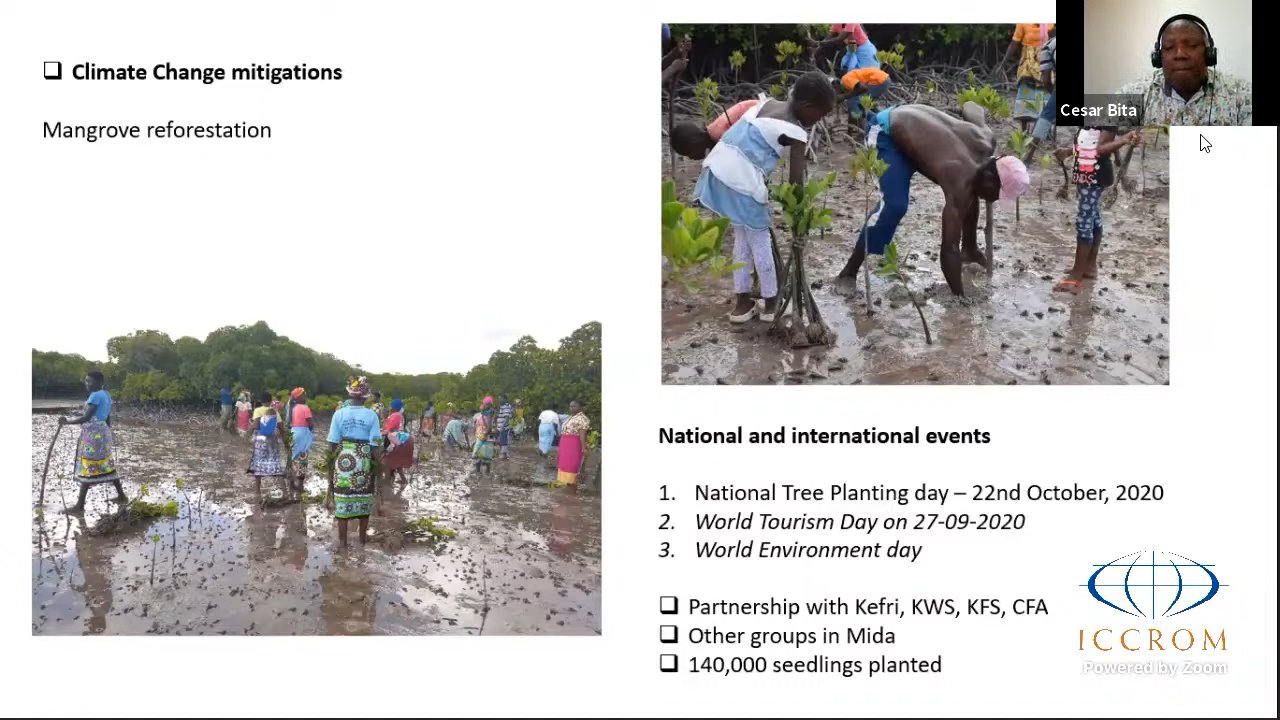 ❑ Climate Change mitigations
Mangrove reforestation
Cesar Bita
National and international events
1. National Tree Planting day – 22nd October, 2020
2. World Tourism Day on 27-09-2020
3. World Environment day
❑ Partnership with Kefri, KWS, KFS, CFA
❑ Other groups in Mida
❑ 140,000 seedlings planted
ICCROM
Powered by Zoom